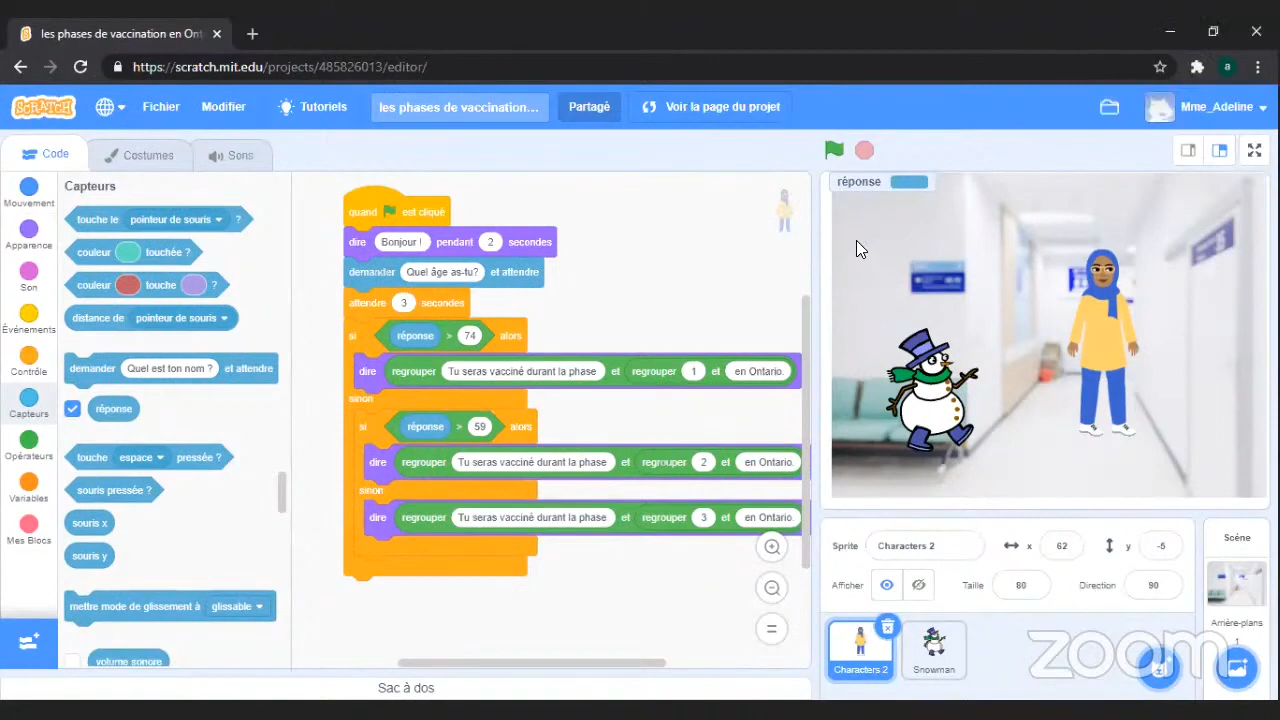 les phases de vaccination en Ont
https://scratch.mit.edu/projects/485826013/editor/
a
SCRATCH
Fichier
Modifier
Tutoriels
les phases de vaccination...
Partagé
Voir la page du projet
Mme_Adeline
Code
Costumes
Sons
Mouvement
Apparence
Son
Événements
Contrôle
Capteurs
Opérateurs
Variables
Mes Blocs
Capteurs
touche le pointeur de souris ?
couleur touchée ?
couleur touche ?
distance de pointeur de souris
demander Quel est ton nom ? et attendre
réponse
touche espace pressée ?
souris pressée ?
souris x
souris y
mettre mode de glissement à glissable
volume sonore
quand est cliqué
dire Bonjour ! pendant 2 secondes
demander Quel âge as-tu? et attendre
attendre 3 secondes
si réponse > 74 alors
dire regrouper Tu seras vacciné durant la phase et regrouper 1 et en Ontario.
sinon
si réponse > 59 alors
dire regrouper Tu seras vacciné durant la phase et regrouper 2 et en Ontario.
sinon
dire regrouper Tu seras vacciné durant la phase et regrouper 3 et en Ontario.
Sac à dos
réponse
Sprite Characters 2 x 62 y -5
Afficher Taille 80 Direction 90
Characters 2
Snowman
Scène
Arrière-plans
1
zoom